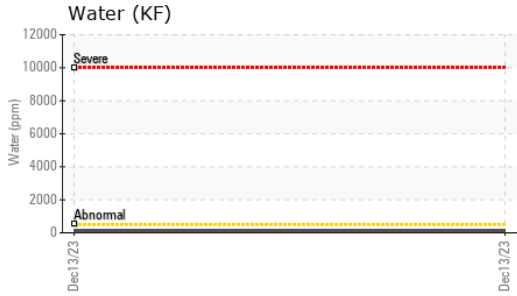 Water (KF)
12000
Severe
10000
8000
6000
4000
2000
Abnormal
0
Water (ppm)
Dec13/23
Dec13/23